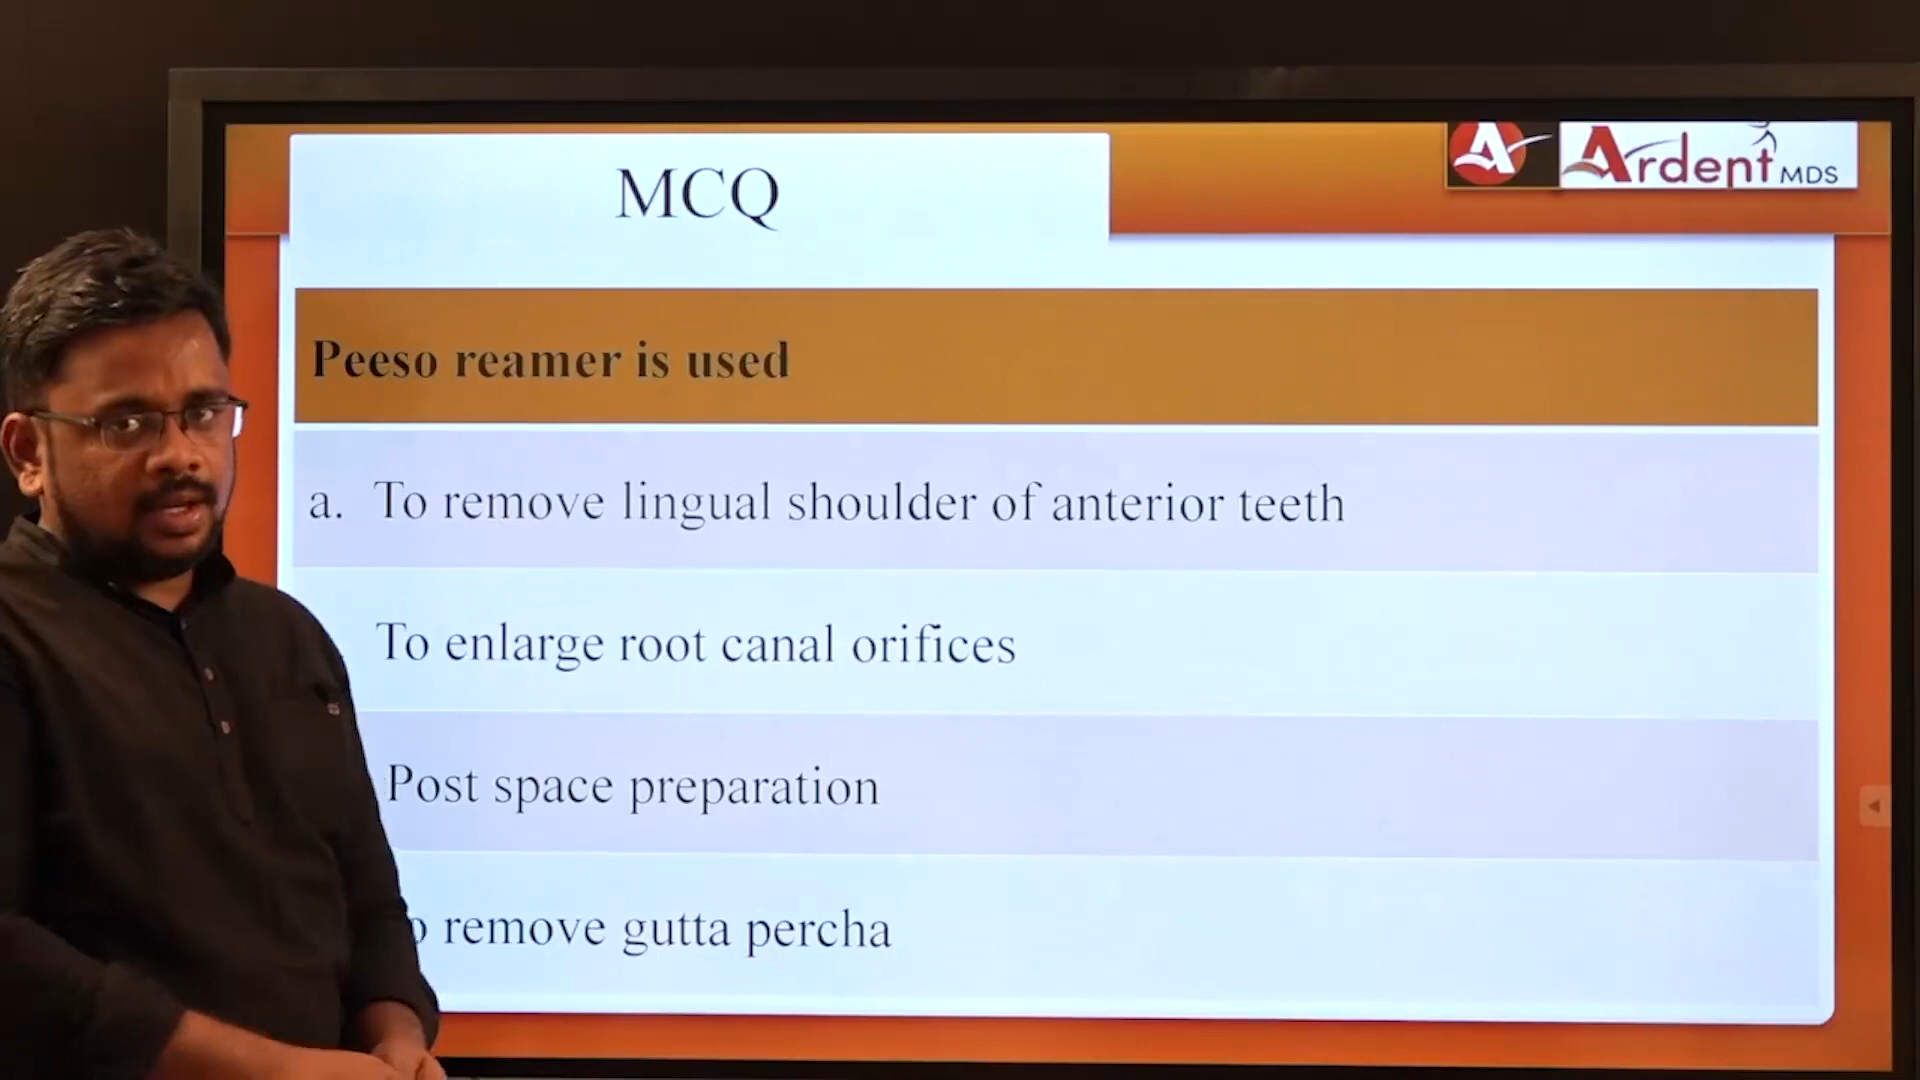 MCQ
Ardent MDS
Peeso reamer is used
a. To remove lingual shoulder of anterior teeth
To enlarge root canal orifices
Post space preparation
remove gutta percha